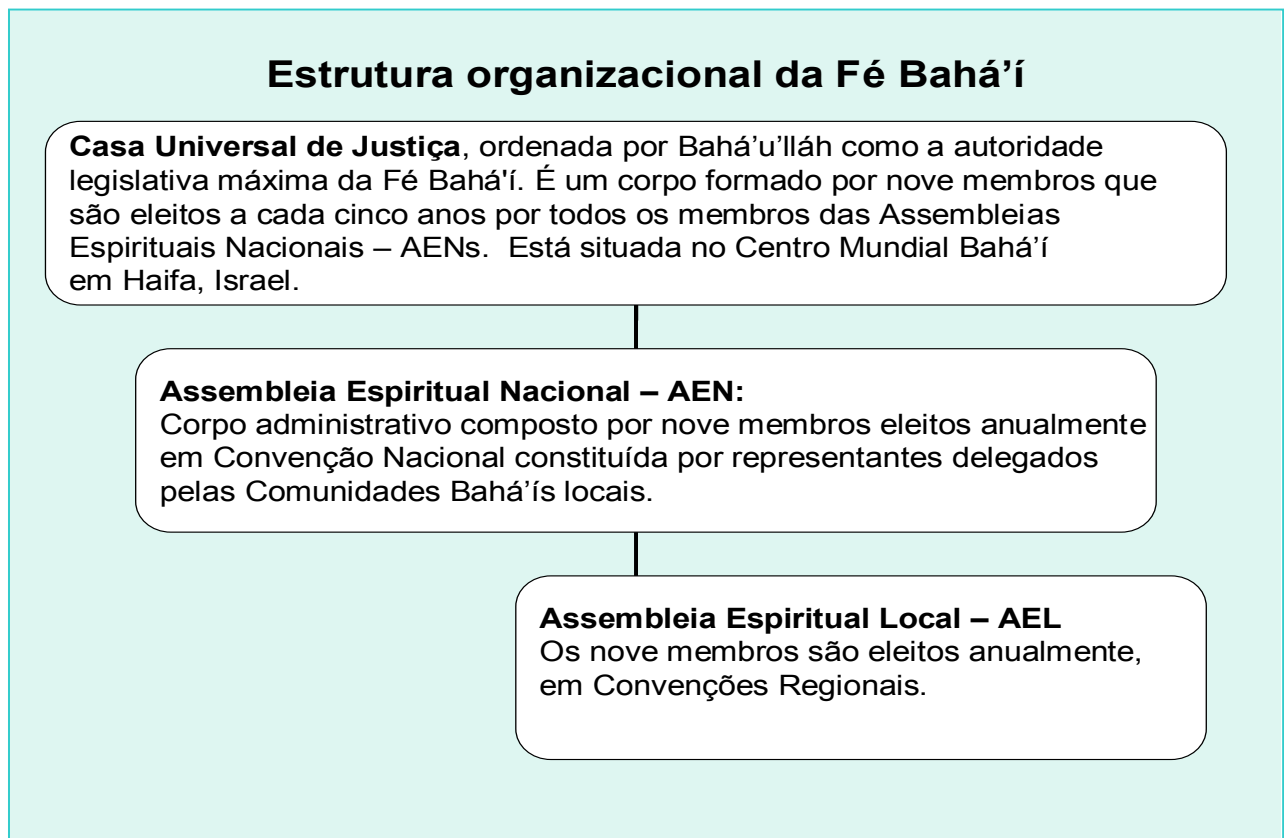 Estrutura organizacional da Fé Bahá’í
Casa Universal de Justiça, ordenada por Bahá’u’lláh como a autoridade
legislativa máxima da Fé Bahá'í. É um corpo formado por nove membros que
são eleitos a cada cinco anos por todos os membros das Assembleias
Espirituais Nacionais – AENs.  Está situada no Centro Mundial Bahá’í
em Haifa, Israel.
Assembleia Espiritual Nacional – AEN:
Corpo administrativo composto por nove membros eleitos anualmente
em Convenção Nacional constituída por representantes delegados
pelas Comunidades Bahá’ís locais.
Assembleia Espiritual Local – AEL
Os nove membros são eleitos anualmente,
em Convenções Regionais.